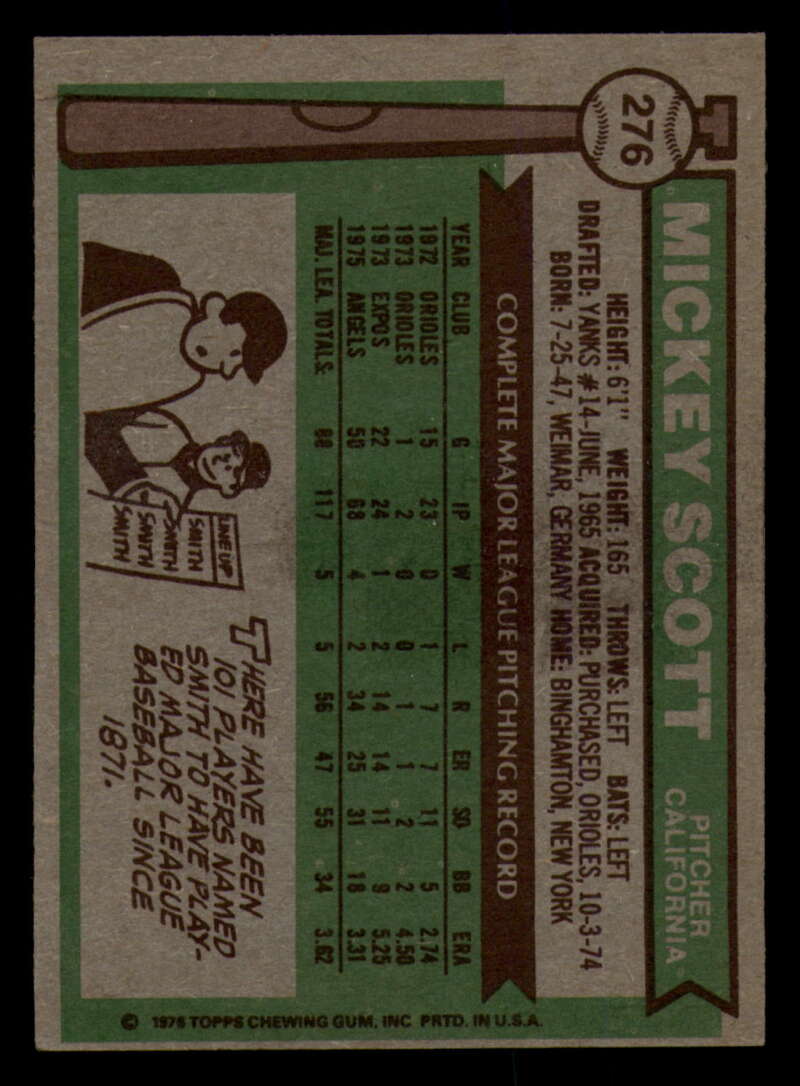 276
MICKEY SCOTT
PITCHER
CALIFORNIA
HEIGHT: 6'1" WEIGHT: 165 THROWS: LEFT BATS: LEFT
DRAFTED: YANKS #14-JUNE, 1965 ACQUIRED: PURCHASED, ORIOLES, 10-3-74
BORN: 7-25-47, WEIMAR, GERMANY HOME: BINGHAMTON, NEW YORK
COMPLETE MAJOR LEAGUE PITCHING RECORD
YEAR CLUB G IP W L R ER SO BB ERA
1972 ORIOLES 15 23 0 1 7 7 11 5 2.74
1973 ORIOLES 1 2 0 0 1 1 2 2 4.50
1973 EXPOS 22 24 1 2 14 14 11 9 5.25
1975 ANGELS 50 68 4 2 34 25 31 18 3.31
MAJ. LEA. TOTALS: 88 117 5 5 56 47 55 34 3.62
LINE UP
SMITH
SMITH
SMITH
SMITH
THERE HAVE BEEN
101 PLAYERS NAMED
SMITH TO HAVE PLAY-
ED MAJOR LEAGUE
BASEBALL SINCE
1871.
© 1976 TOPPS CHEWING GUM, INC PRTD. IN U.S.A.